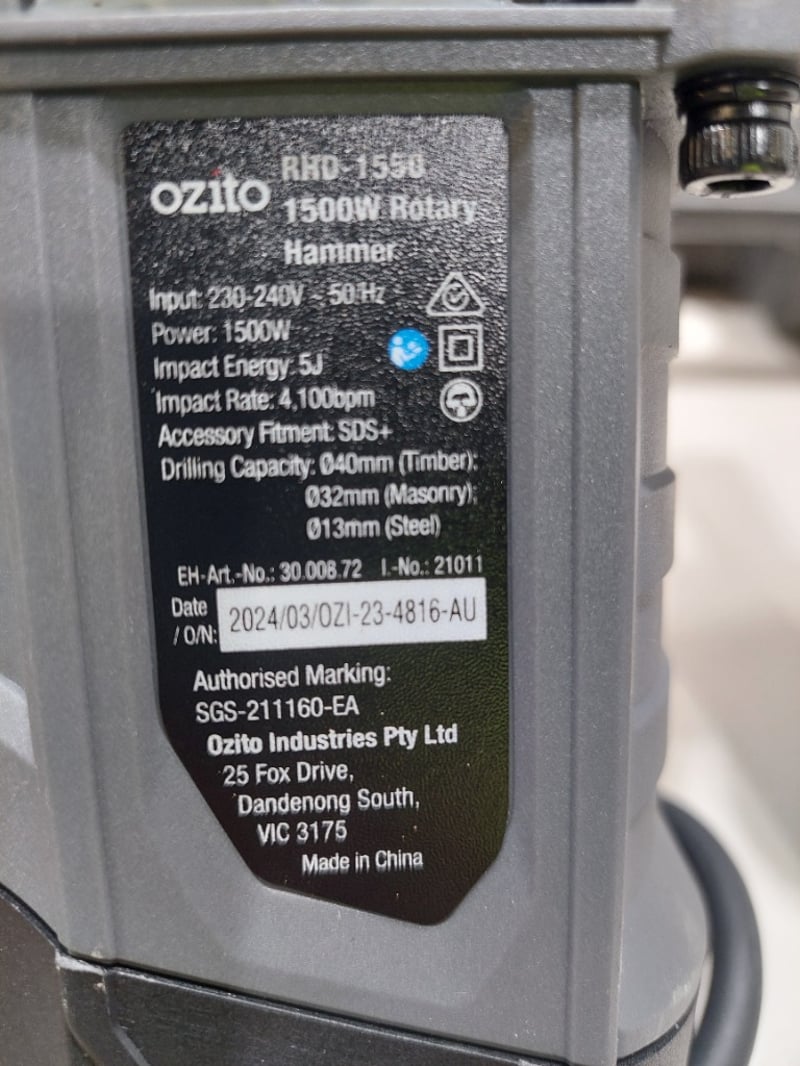 ozito
RHD-1550
1500W Rotary
Hammer
Input: 230-240V ~ 50 Hz
Power: 1500W
Impact Energy: 5J
Impact Rate: 4,100bpm
Accessory Fitment: SDS+
Drilling Capacity: Ø40mm (Timber);
Ø32mm (Masonry);
Ø13mm (Steel)
EH-Art.-No.: 30.008.72 I.-No.: 21011
Date
/ O/N:
2024/03/OZI-23-4816-AU
Authorised Marking:
SGS-211160-EA
Ozito Industries Pty Ltd
25 Fox Drive,
Dandenong South,
VIC 3175
Made in China